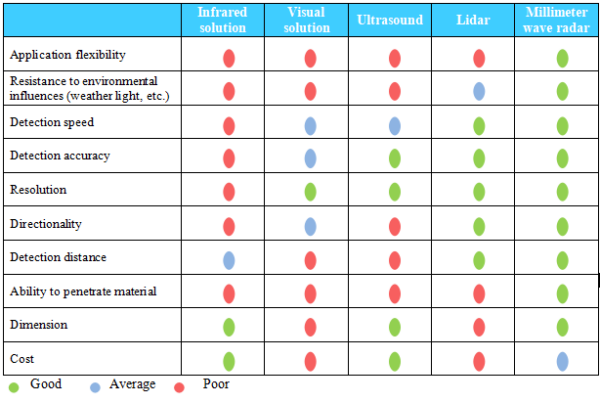 Infrared solution Visual solution Ultrasound Lidar Millimeter wave radar
Application flexibility
Resistance to environmental
influences (weather light, etc.)
Detection speed
Detection accuracy
Resolution
Directionality
Detection distance
Ability to penetrate material
Dimension
Cost
Good Average Poor